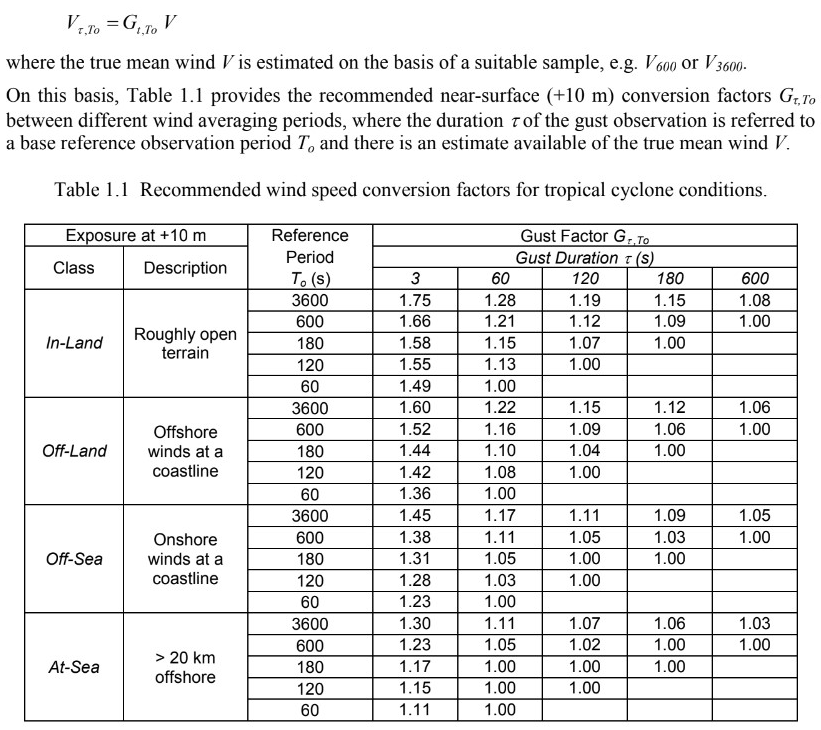 Vτ,To = Gt,To V
where the true mean wind V is estimated on the basis of a suitable sample, e.g. V600 or V3600.
On this basis, Table 1.1 provides the recommended near-surface (+10 m) conversion factors Gτ,To
between different wind averaging periods, where the duration τ of the gust observation is referred to
a base reference observation period To and there is an estimate available of the true mean wind V.
Table 1.1 Recommended wind speed conversion factors for tropical cyclone conditions.
Exposure at +10 m Reference Gust Factor Gτ,To
Class Description Period Gust Duration τ (s)
To (s) 3 60 120 180 600
In-Land Roughly open terrain
3600 1.75 1.28 1.19 1.15 1.08
600 1.66 1.21 1.12 1.09 1.00
180 1.58 1.15 1.07 1.00
120 1.55 1.13 1.00
60 1.49 1.00
Off-Land Offshore winds at a coastline
3600 1.60 1.22 1.15 1.12 1.06
600 1.52 1.16 1.09 1.06 1.00
180 1.44 1.10 1.04 1.00
120 1.42 1.08 1.00
60 1.36 1.00
Off-Sea Onshore winds at a coastline
3600 1.45 1.17 1.11 1.09 1.05
600 1.38 1.11 1.05 1.03 1.00
180 1.31 1.05 1.00 1.00
120 1.28 1.03 1.00
60 1.23 1.00
At-Sea > 20 km offshore
3600 1.30 1.11 1.07 1.06 1.03
600 1.23 1.05 1.02 1.00 1.00
180 1.17 1.00 1.00 1.00
120 1.15 1.00 1.00
60 1.11 1.00